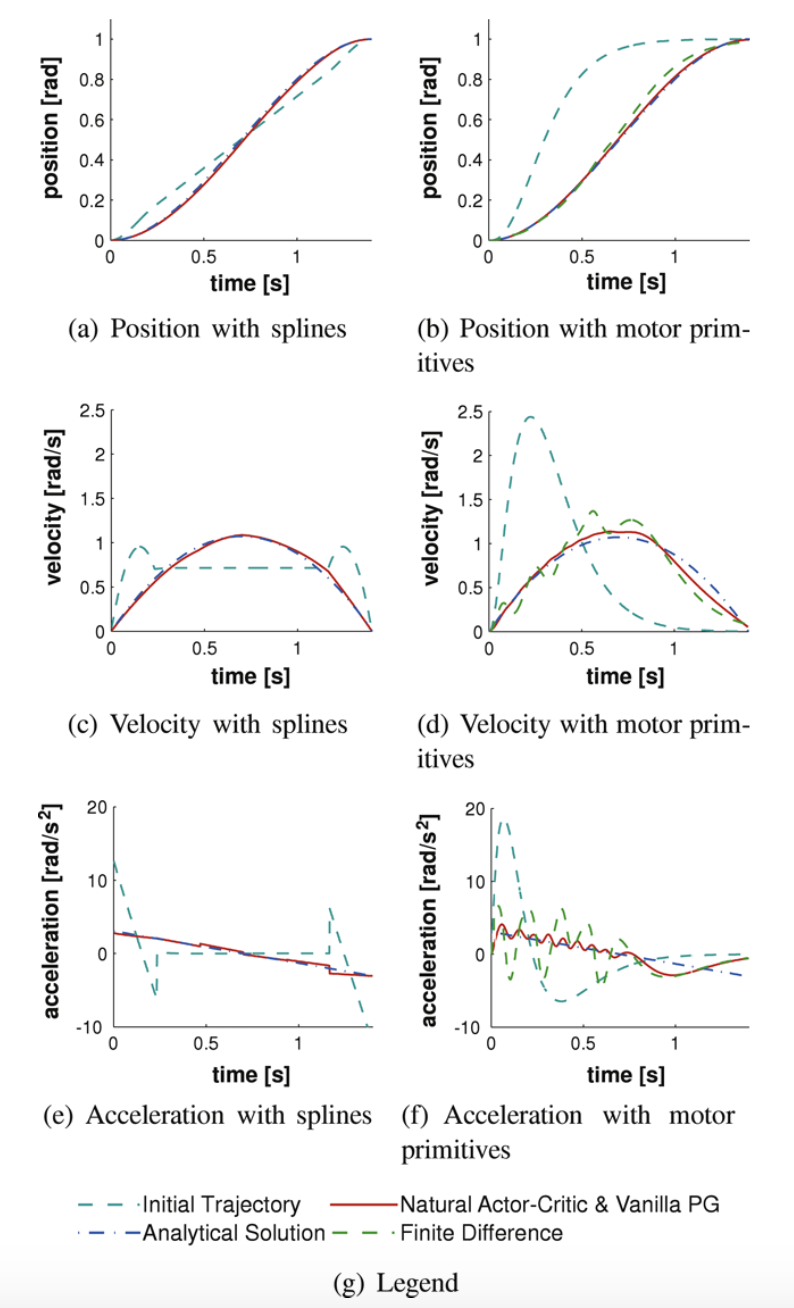 position [rad]
1
0.8
0.6
0.4
0.2
0
0
0.5
1
time [s]
(a) Position with splines
position [rad]
1
0.8
0.6
0.4
0.2
0
0
0.5
1
time [s]
(b) Position with motor prim-
itives
velocity [rad/s]
2.5
2
1.5
1
0.5
0
0
0.5
1
time [s]
(c) Velocity with splines
velocity [rad/s]
2.5
2
1.5
1
0.5
0
0
0.5
1
time [s]
(d) Velocity with motor prim-
itives
acceleration [rad/s²]
20
10
0
-10
0
0.5
1
time [s]
(e) Acceleration with splines
acceleration [rad/s²]
20
10
0
-10
0
0.5
1
time [s]
(f) Acceleration with motor
primitives
Initial Trajectory
Natural Actor-Critic & Vanilla PG
Analytical Solution
Finite Difference
(g) Legend